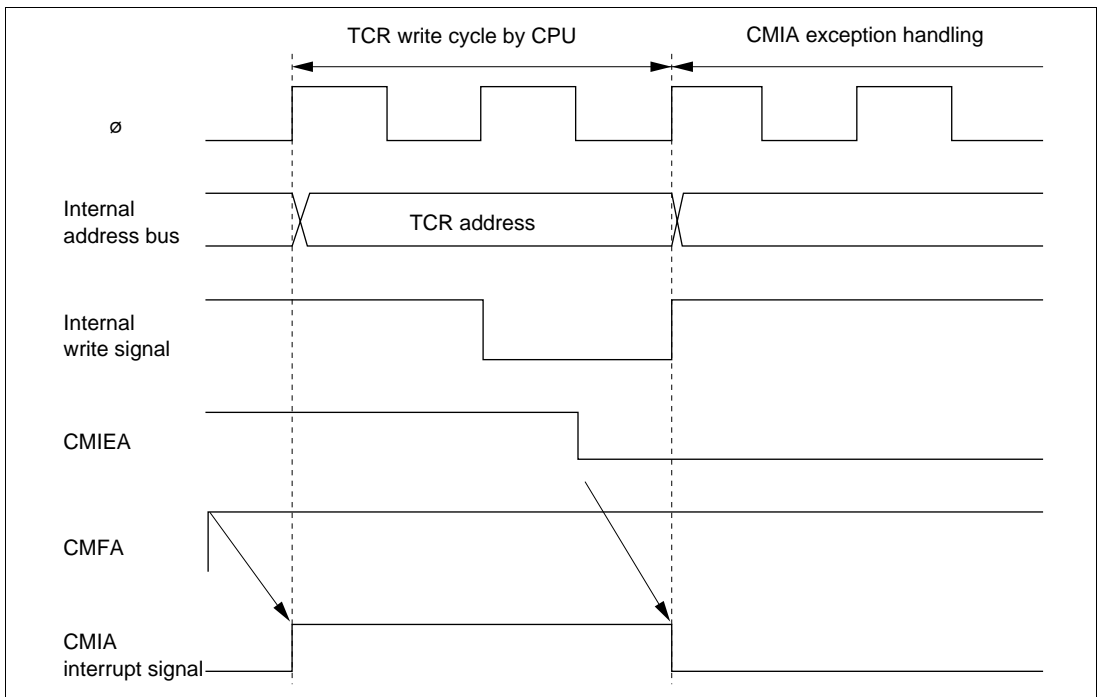 TCR write cycle by CPU
CMIA exception handling
ø
Internal
address bus
TCR address
Internal
write signal
CMIEA
CMFA
CMIA
interrupt signal